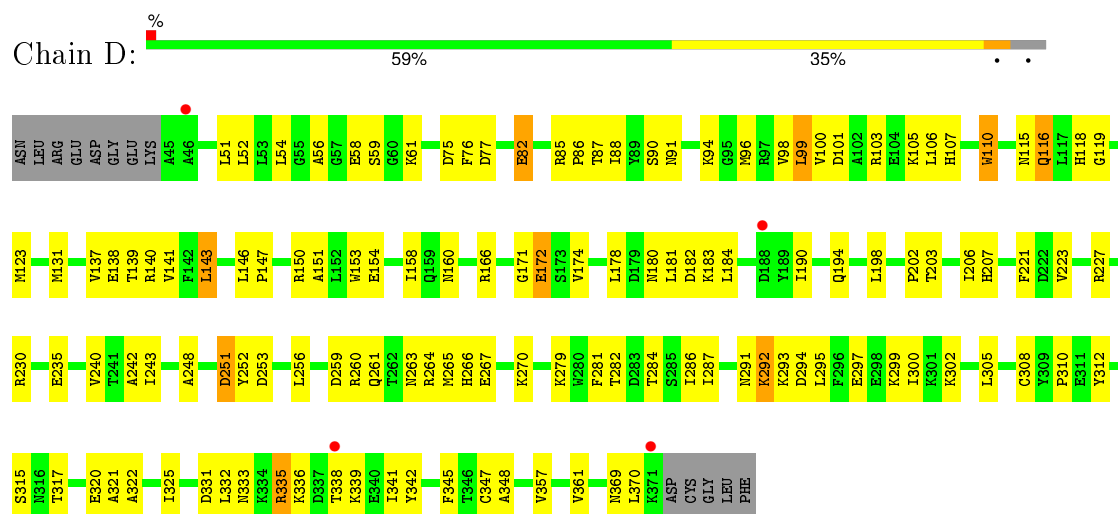 %
Chain D:
59% 35% • •
ASN LEU ARG GLU ASP GLY GLU LYS A45 A46 L51 L52 L53 L54 G55 A56 G57 E58 S59 G60 K61 D75 F76 D77 E82 R85 P86 T87 I88 Y89 S90 N91 K94 G95 M96 R97 V98 L99 V100 D101 A102 R103 E104 K105 L106 H107 W110 N115 Q116 L117 H118 G119
M123 M131 V137 E138 T139 R140 V141 F142 L143 L146 P147 R150 A151 L152 W153 E154 I158 Q159 N160 R166 G171 E172 S173 V174 L178 D179 N180 L181 D182 K183 L184 D188 Y189 I190 Q194 L198 P202 T203 I206 H207 F221 D222 V223 R227
R230 E235 V240 T241 A242 I243 A248 D251 Y252 D253 L256 D259 R260 Q261 T262 N263 R264 M265 H266 E267 K270 K279 W280 F281 T282 D283 T284 S285 I286 I287 N291 K292 K293 D294 L295 F296 E297 E298 K299 I300 K301 K302 L305 C308 Y309 P310 E311 Y312
S315 N316 T317 E320 A321 A322 I325 D331 L332 N333 K334 R335 K336 D337 T338 K339 E340 I341 Y342 F345 T346 C347 A348 V357 V361 N369 L370 K371 ASP CYS GLY LEU PHE